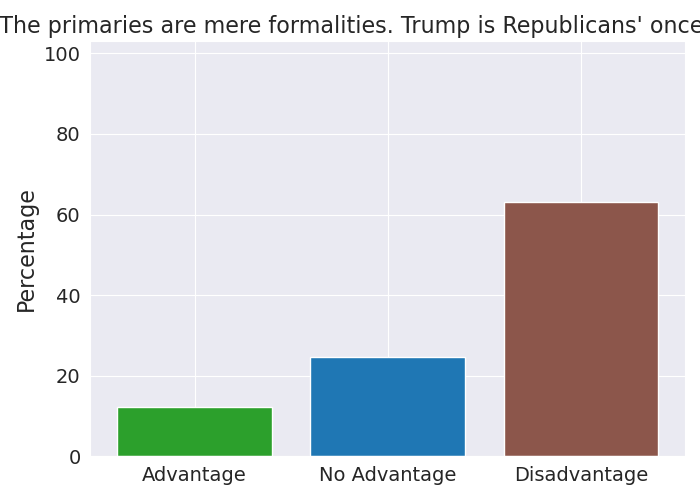 The primaries are mere formalities. Trump is Republicans' once
100
80
60
40
20
0
Percentage
Advantage
No Advantage
Disadvantage